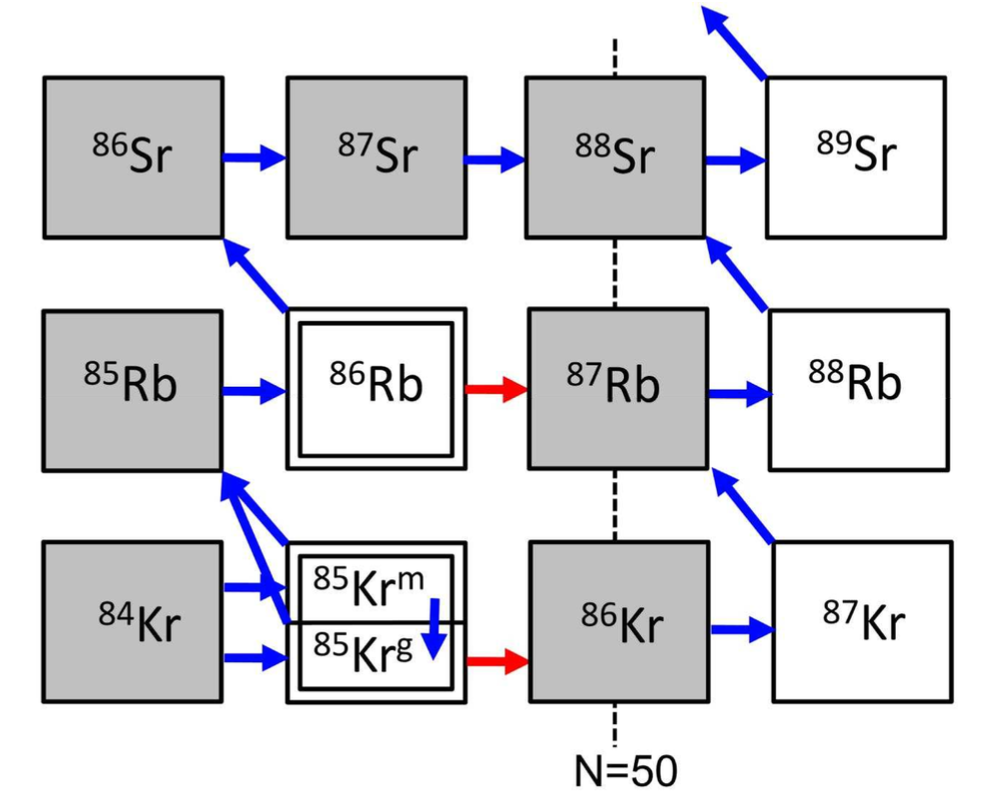 ⁸⁶Sr ⁸⁷Sr ⁸⁸Sr ⁸⁹Sr
⁸⁵Rb ⁸⁶Rb ⁸⁷Rb ⁸⁸Rb
⁸⁴Kr ⁸⁵Krᵐ ⁸⁶Kr ⁸⁷Kr
⁸⁵Krᵍ
N=50